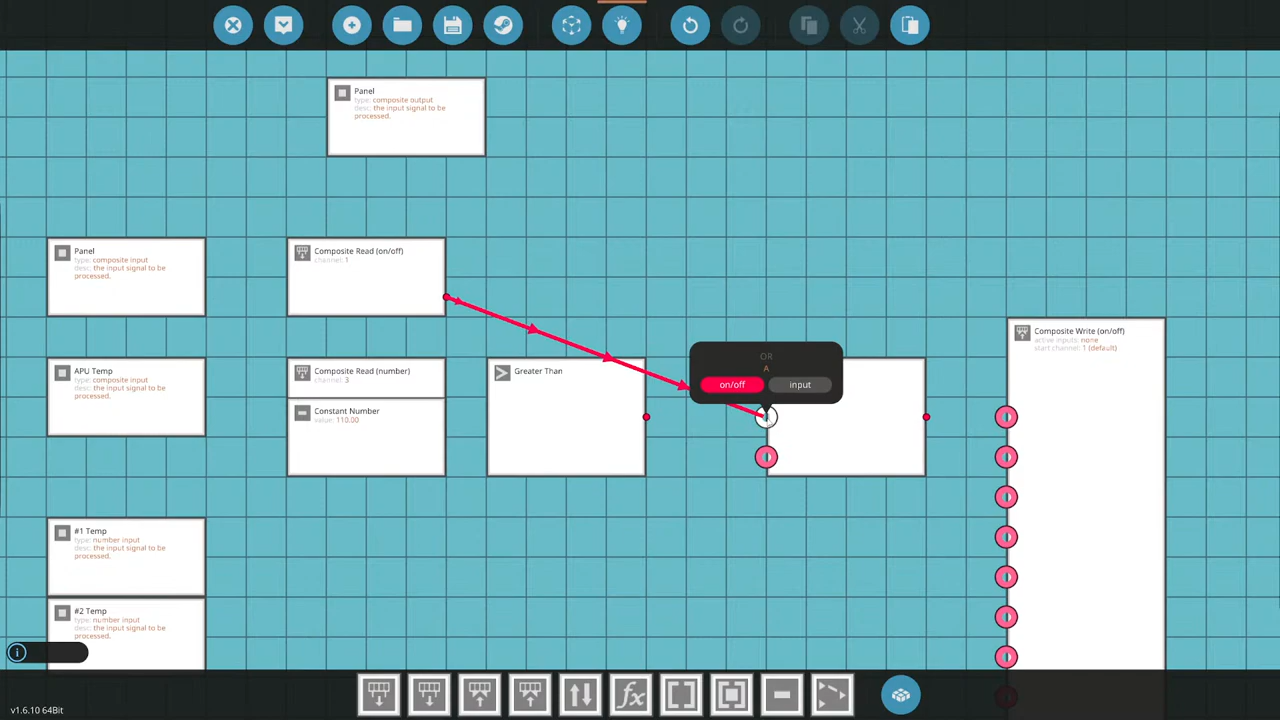 Panel
type: composite output
desc: the input signal to be
processed.
Panel
type: composite input
desc: the input signal to be
processed.
Composite Read (on/off)
channel: 1
APU Temp
type: composite input
desc: the input signal to be
processed.
Composite Read (number)
channel: 3
Constant Number
value: 110.00
Greater Than
OR
A
on/off
input
Composite Write (on/off)
active inputs: none
start channel: 1 (default)
#1 Temp
type: number input
desc: the input signal to be
processed.
#2 Temp
type: number input
desc: the input signal to be
processed.
i
fx
v1.6.10 64Bit